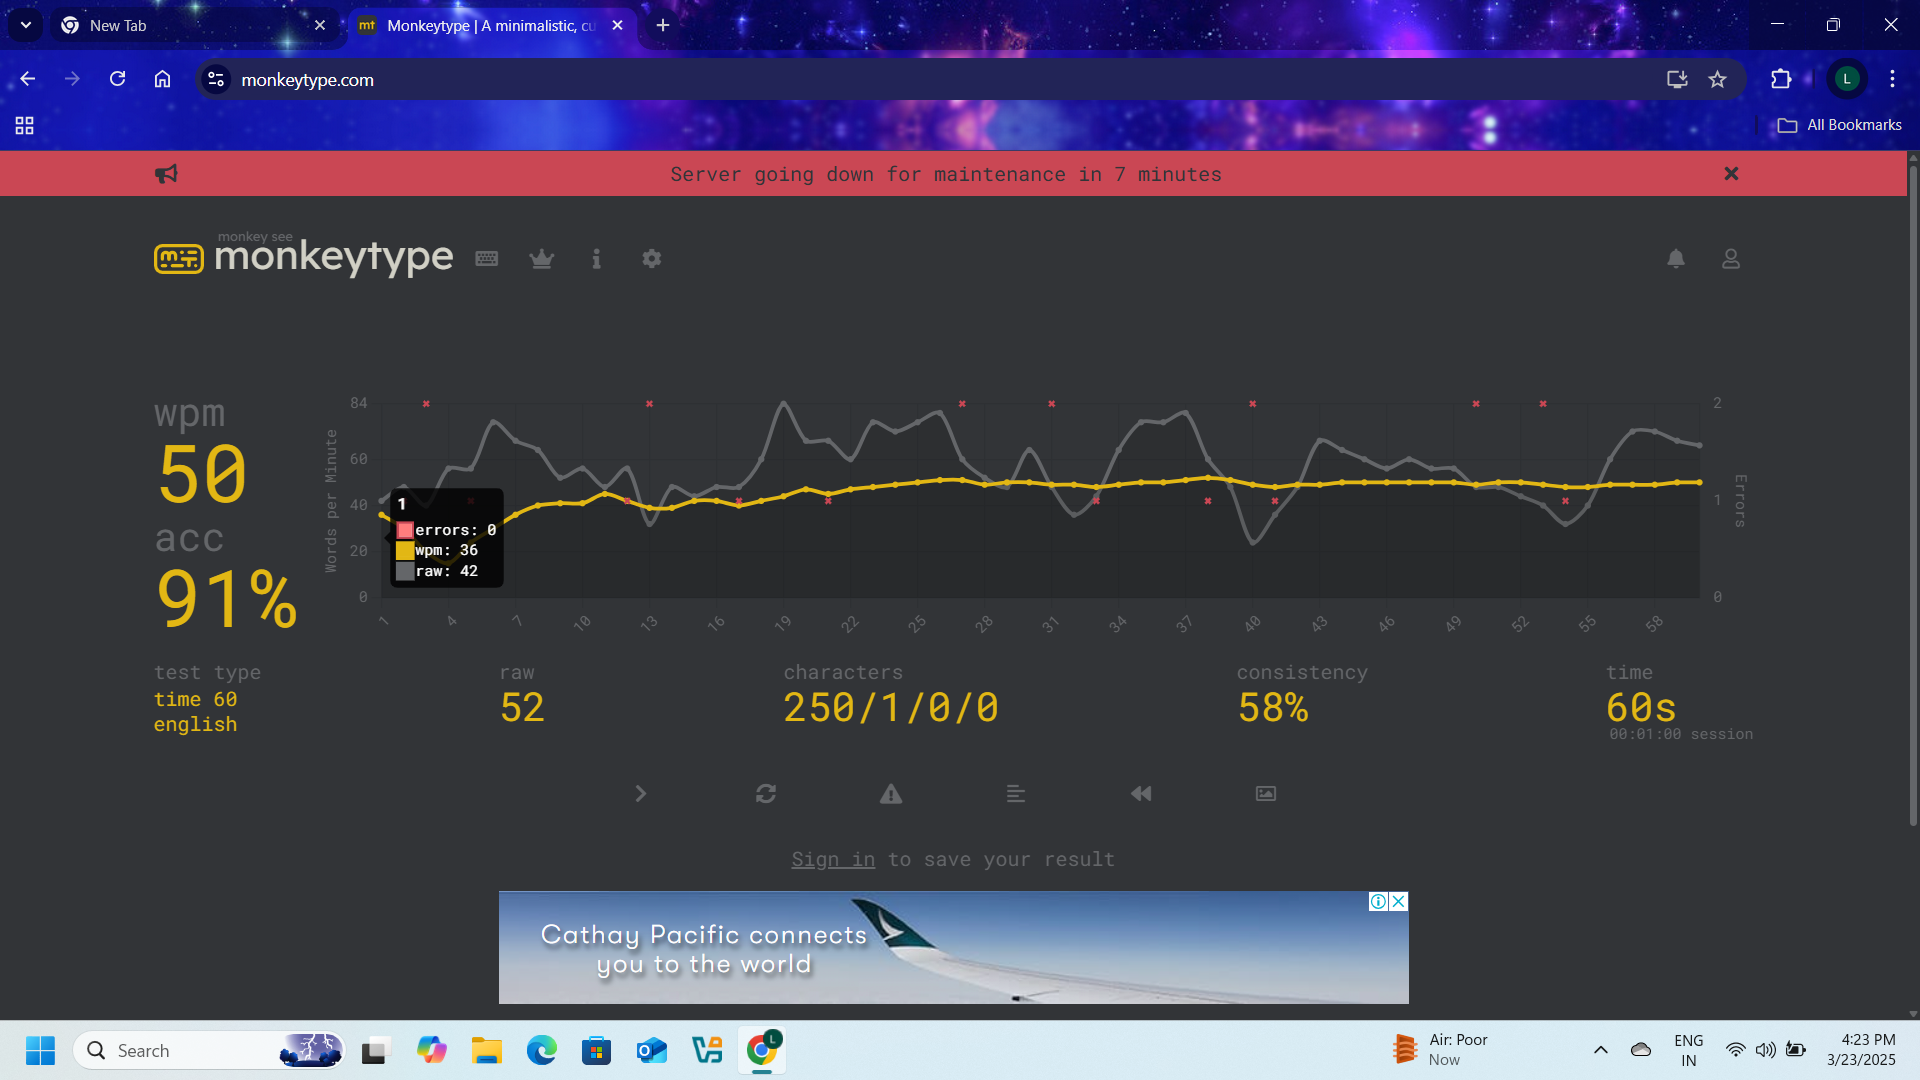 New Tab
mt
Monkeytype | A minimalistic, cu
monkeytype.com
L
All Bookmarks
Server going down for maintenance in 7 minutes
monkey see
monkeytype
wpm
50
acc
91%
Words per Minute
84
60
40
20
0
1
errors: 0
wpm: 36
raw: 42
2
1
0
Errors
1 4 7 10 13 16 19 22 25 28 31 34 37 40 43 46 49 52 55 58
test type
time 60
english
raw
52
characters
250/1/0/0
consistency
58%
time
60s
00:01:00 session
Sign in to save your result
Cathay Pacific connects
you to the world
Search
L
Air: Poor
Now
ENG
IN
4:23 PM
3/23/2025